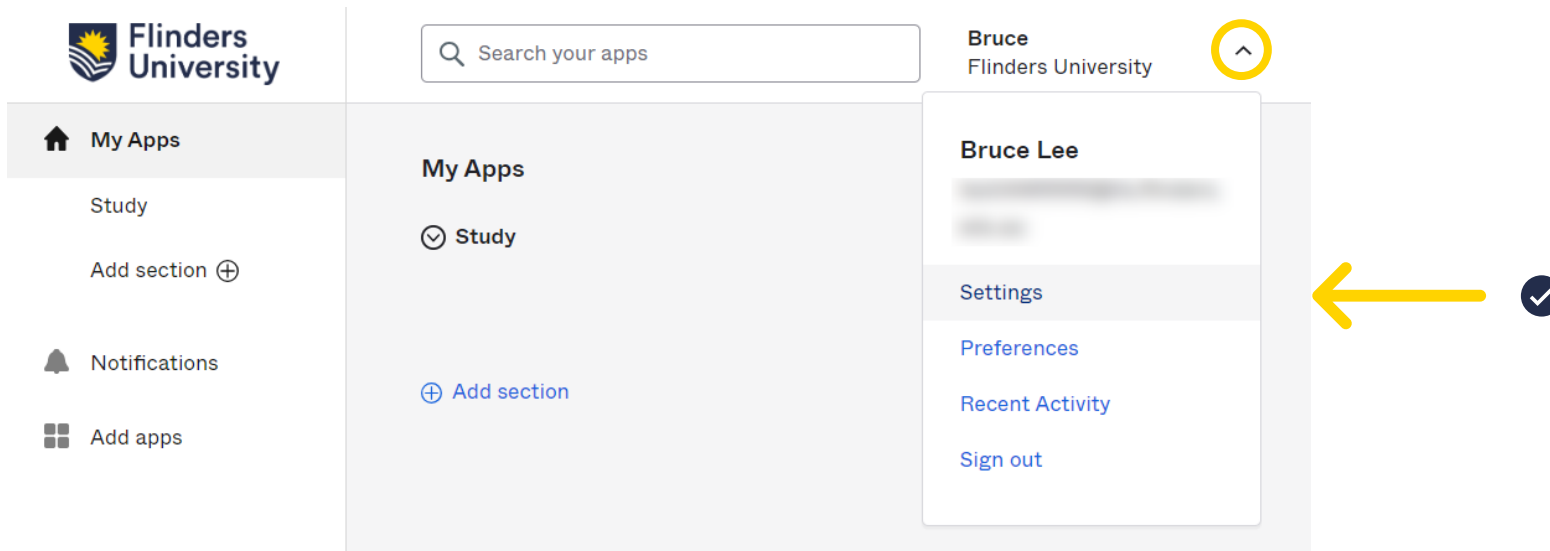 Flinders
University
Search your apps
Bruce
Flinders University
My Apps
Study
Add section
Notifications
Add apps
My Apps
Study
Add section
Bruce Lee
Settings
Preferences
Recent Activity
Sign out